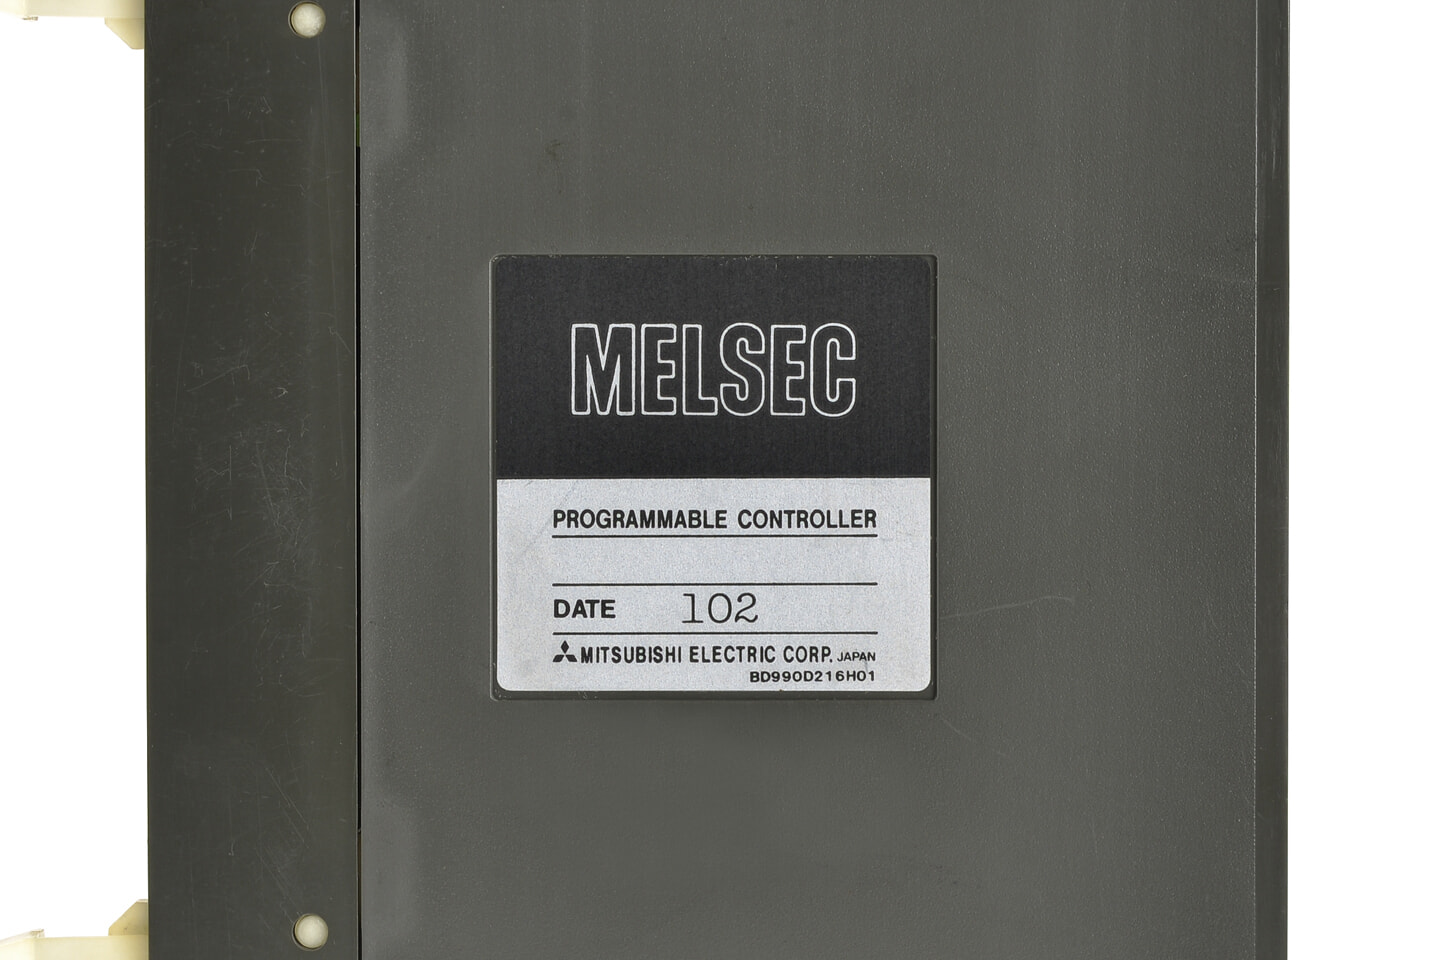 MELSEC
PROGRAMMABLE CONTROLLER
DATE 102
MITSUBISHI ELECTRIC CORP. JAPAN
BD990D216H01